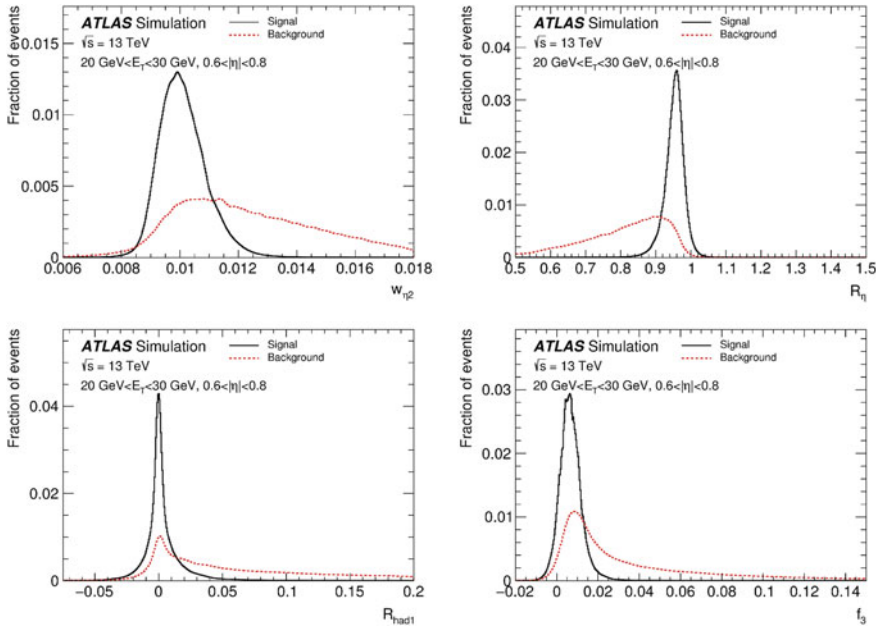 Fraction of events
0.015
0.01
0.005
0
ATLAS Simulation
√s = 13 TeV
20 GeV<E_T<30 GeV, 0.6<|η|<0.8
Signal
Background
0.006 0.008 0.01 0.012 0.014 0.016 0.018
w_η2
Fraction of events
0.04
0.03
0.02
0.01
0
ATLAS Simulation
√s = 13 TeV
20 GeV<E_T<30 GeV, 0.6<|η|<0.8
Signal
Background
0.5 0.6 0.7 0.8 0.9 1 1.1 1.2 1.3 1.4 1.5
R_η
Fraction of events
0.04
0.02
0
ATLAS Simulation
√s = 13 TeV
20 GeV<E_T<30 GeV, 0.6<|η|<0.8
Signal
Background
−0.05 0 0.05 0.1 0.15 0.2
R_had1
Fraction of events
0.03
0.02
0.01
0.00
ATLAS Simulation
√s = 13 TeV
20 GeV<E_T<30 GeV, 0.6<|η|<0.8
Signal
Background
−0.02 0 0.02 0.04 0.06 0.08 0.1 0.12 0.14
f_3